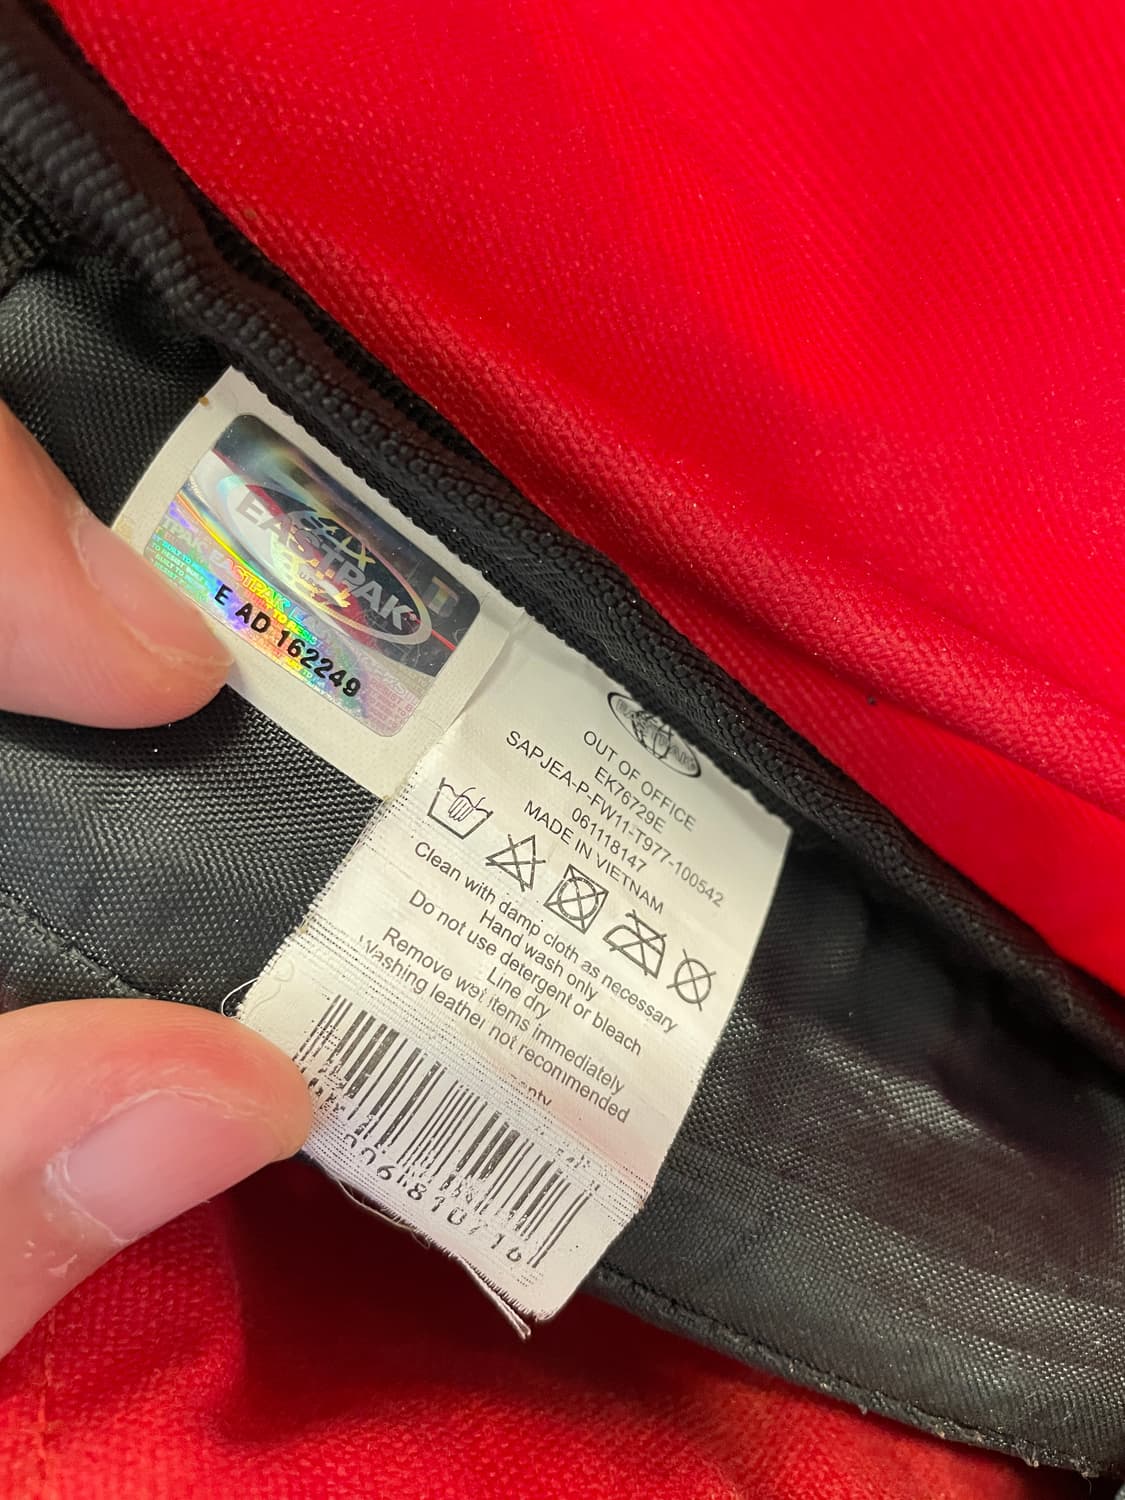 EASTPAK
E AD 162249
OUT OF OFFICE
EK76729E
SAPJEA-P-FW11-T977-100542
061118147
MADE IN VIETNAM
Clean with damp cloth as necessary
Hand wash only
Do not use detergent or bleach
Line dry
Remove wet items immediately
Washing leather not recommended